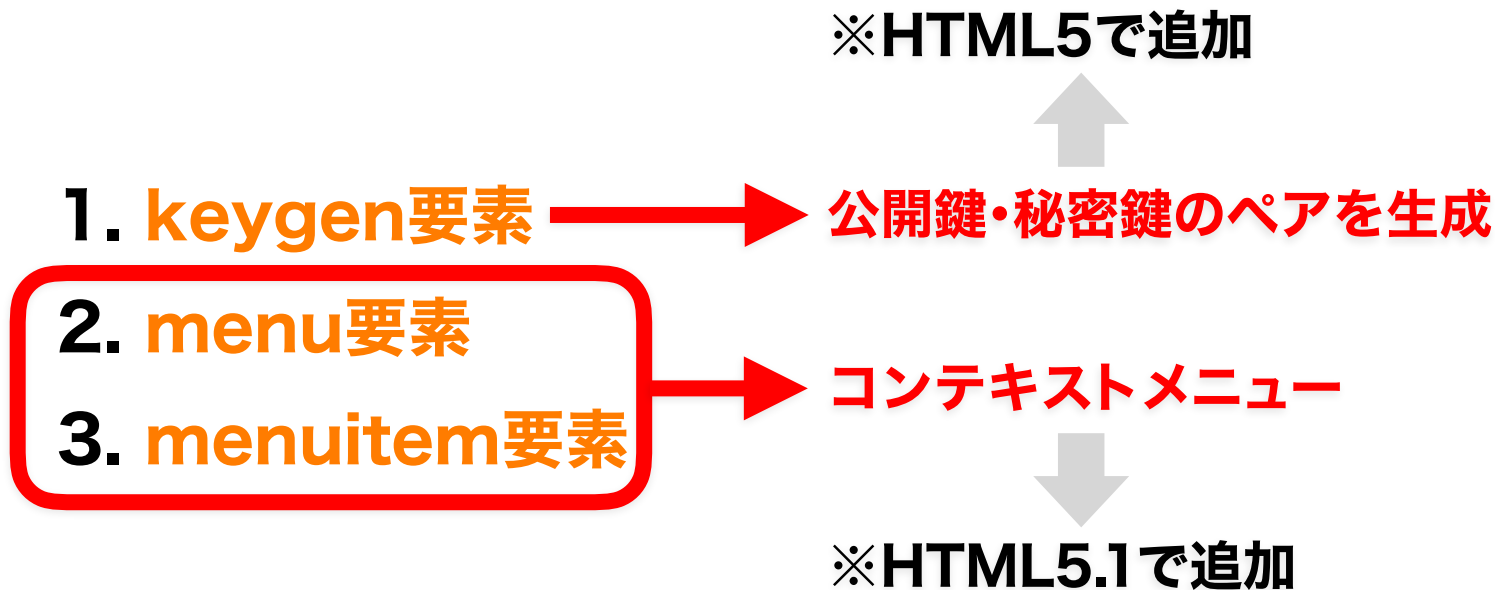 ※HTML5で追加
1. keygen要素
公開鍵・秘密鍵のペアを生成
2. menu要素
3. menuitem要素
コンテキストメニュー
※HTML5.1で追加